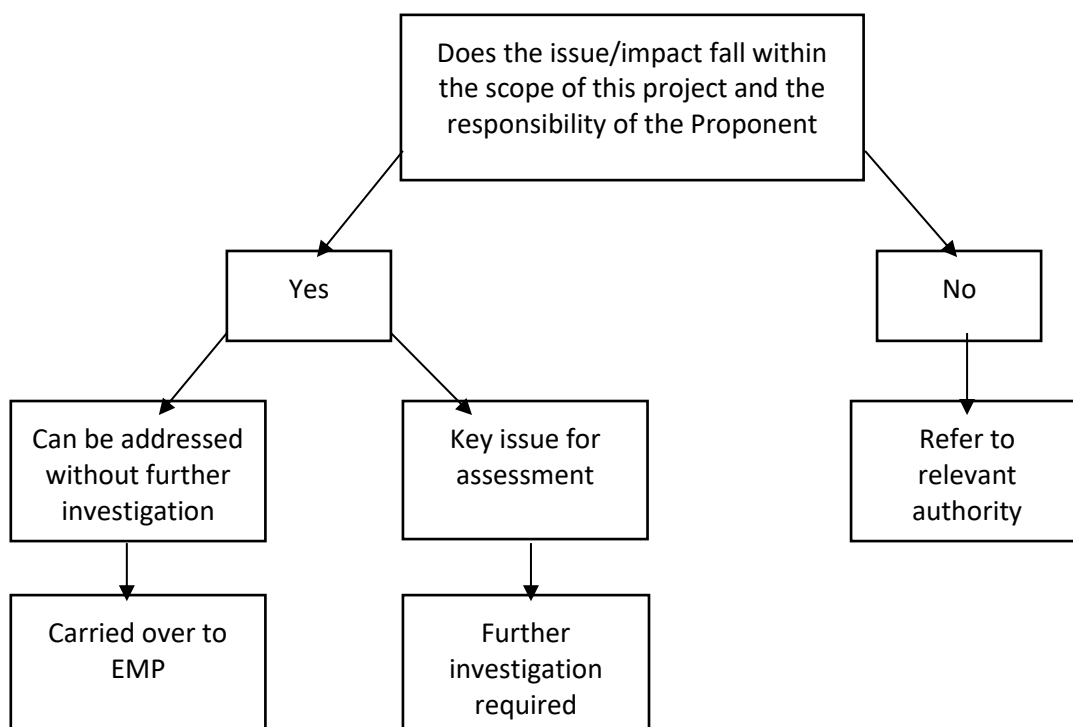 Does the issue/impact fall within
the scope of this project and the
responsibility of the Proponent
Yes
No
Can be addressed
without further
investigation
Key issue for
assessment
Refer to
relevant
authority
Carried over to
EMP
Further
investigation
required